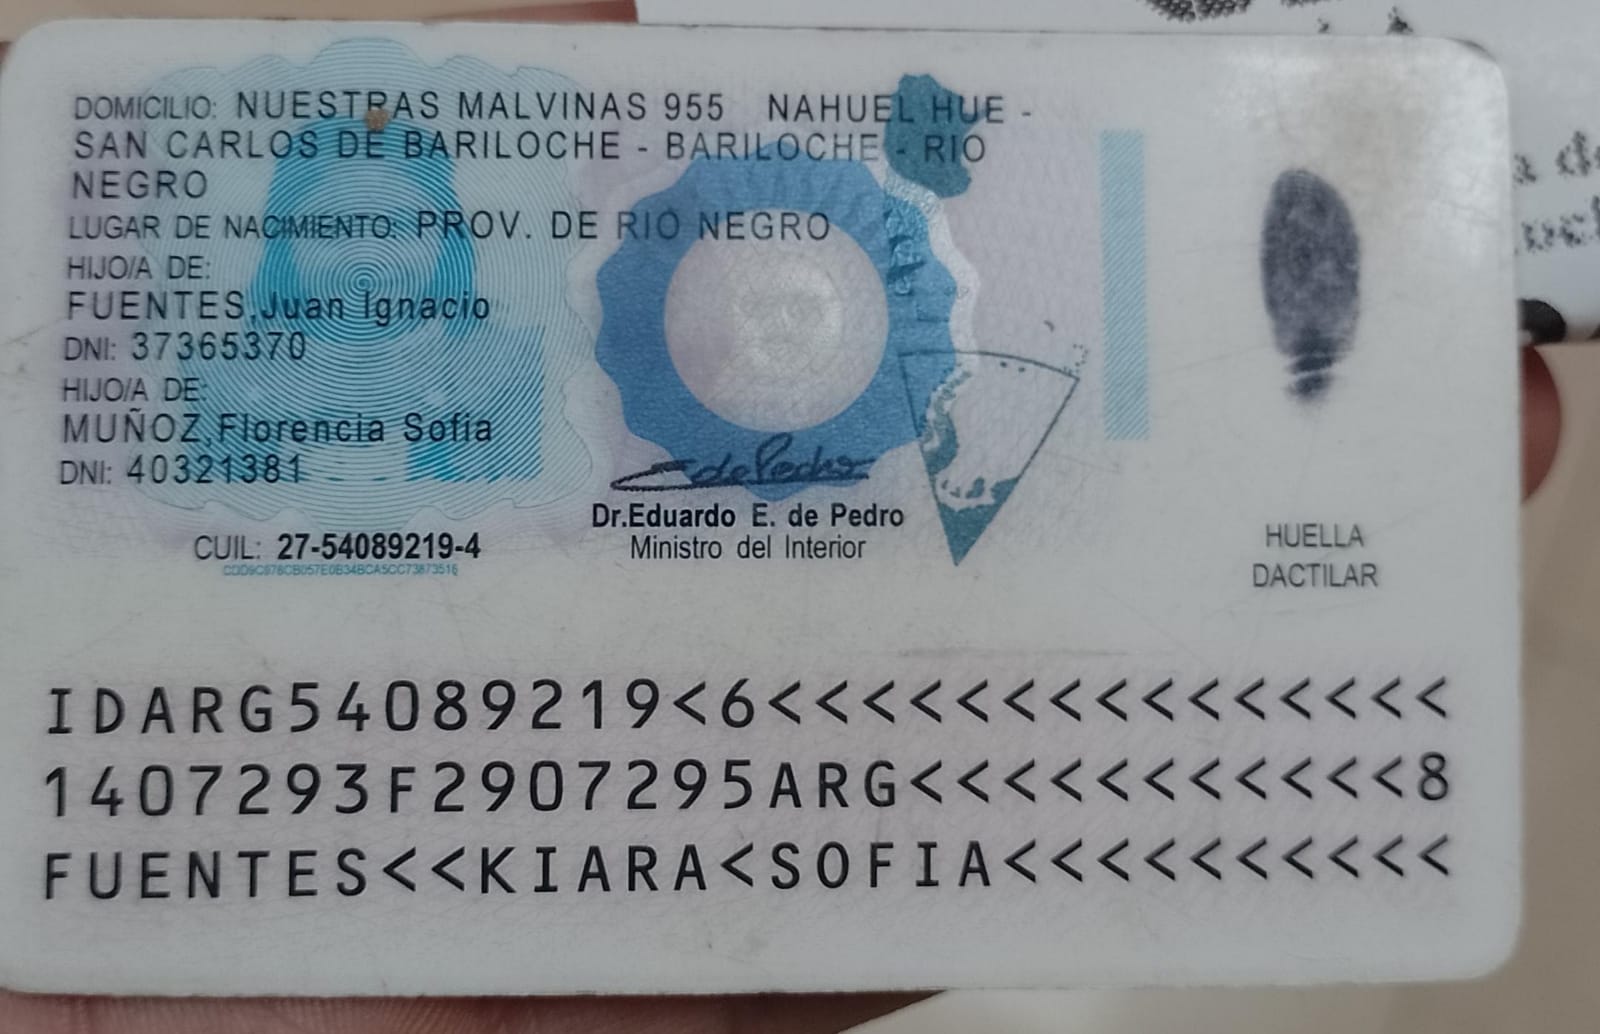 DOMICILIO: NUESTRAS MALVINAS 955 NAHUEL HUE -
SAN CARLOS DE BARILOCHE - BARILOCHE - RIO
NEGRO
LUGAR DE NACIMIENTO: PROV. DE RIO NEGRO
HIJO/A DE:
FUENTES,Juan Ignacio
DNI: 37365370
HIJO/A DE:
MUÑOZ,Florencia Sofia
DNI: 40321381
CUIL: 27-54089219-4
Dr.Eduardo E. de Pedro
Ministro del Interior
HUELLA
DACTILAR
IDARG54089219<6<<<<<<<<<<<<<<<
1407293F2907295ARG<<<<<<<<<<<8
FUENTES<<KIARA<SOFIA<<<<<<<<<<